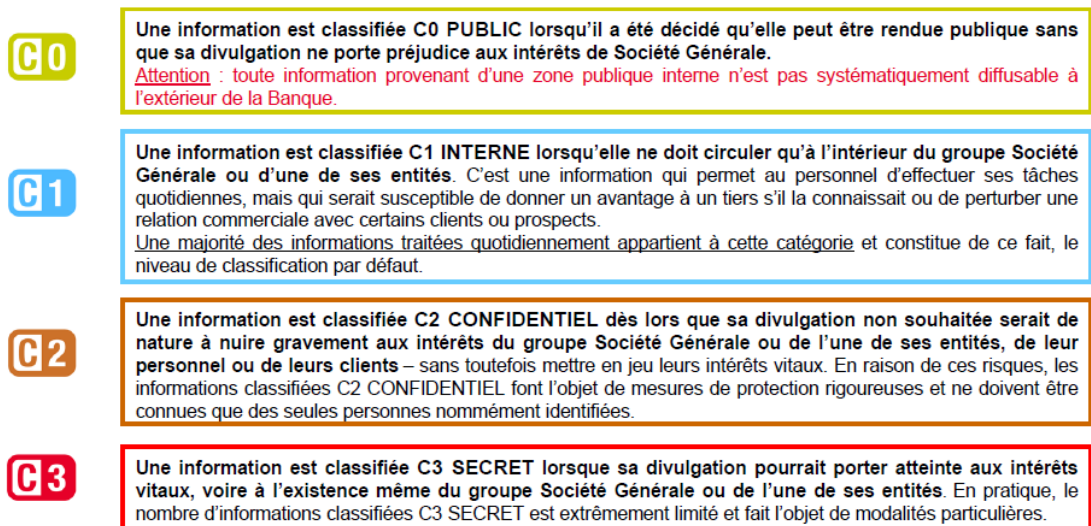 C0
Une information est classifiée C0 PUBLIC lorsqu'il a été décidé qu'elle peut être rendue publique sans
que sa divulgation ne porte préjudice aux intérêts de Société Générale.
Attention : toute information provenant d'une zone publique interne n'est pas systématiquement diffusable à
l'extérieur de la Banque.
C1
Une information est classifiée C1 INTERNE lorsqu'elle ne doit circuler qu'à l'intérieur du groupe Société
Générale ou d'une de ses entités. C'est une information qui permet au personnel d'effectuer ses tâches
quotidiennes, mais qui serait susceptible de donner un avantage à un tiers s'il la connaissait ou de perturber une
relation commerciale avec certains clients ou prospects.
Une majorité des informations traitées quotidiennement appartient à cette catégorie et constitue de ce fait, le
niveau de classification par défaut.
C2
Une information est classifiée C2 CONFIDENTIEL dès lors que sa divulgation non souhaitée serait de
nature à nuire gravement aux intérêts du groupe Société Générale ou de l'une de ses entités, de leur
personnel ou de leurs clients – sans toutefois mettre en jeu leurs intérêts vitaux. En raison de ces risques, les
informations classifiées C2 CONFIDENTIEL font l'objet de mesures de protection rigoureuses et ne doivent être
connues que des seules personnes nommément identifiées.
C3
Une information est classifiée C3 SECRET lorsque sa divulgation pourrait porter atteinte aux intérêts
vitaux, voire à l'existence même du groupe Société Générale ou de l'une de ses entités. En pratique, le
nombre d'informations classifiées C3 SECRET est extrêmement limité et fait l'objet de modalités particulières.